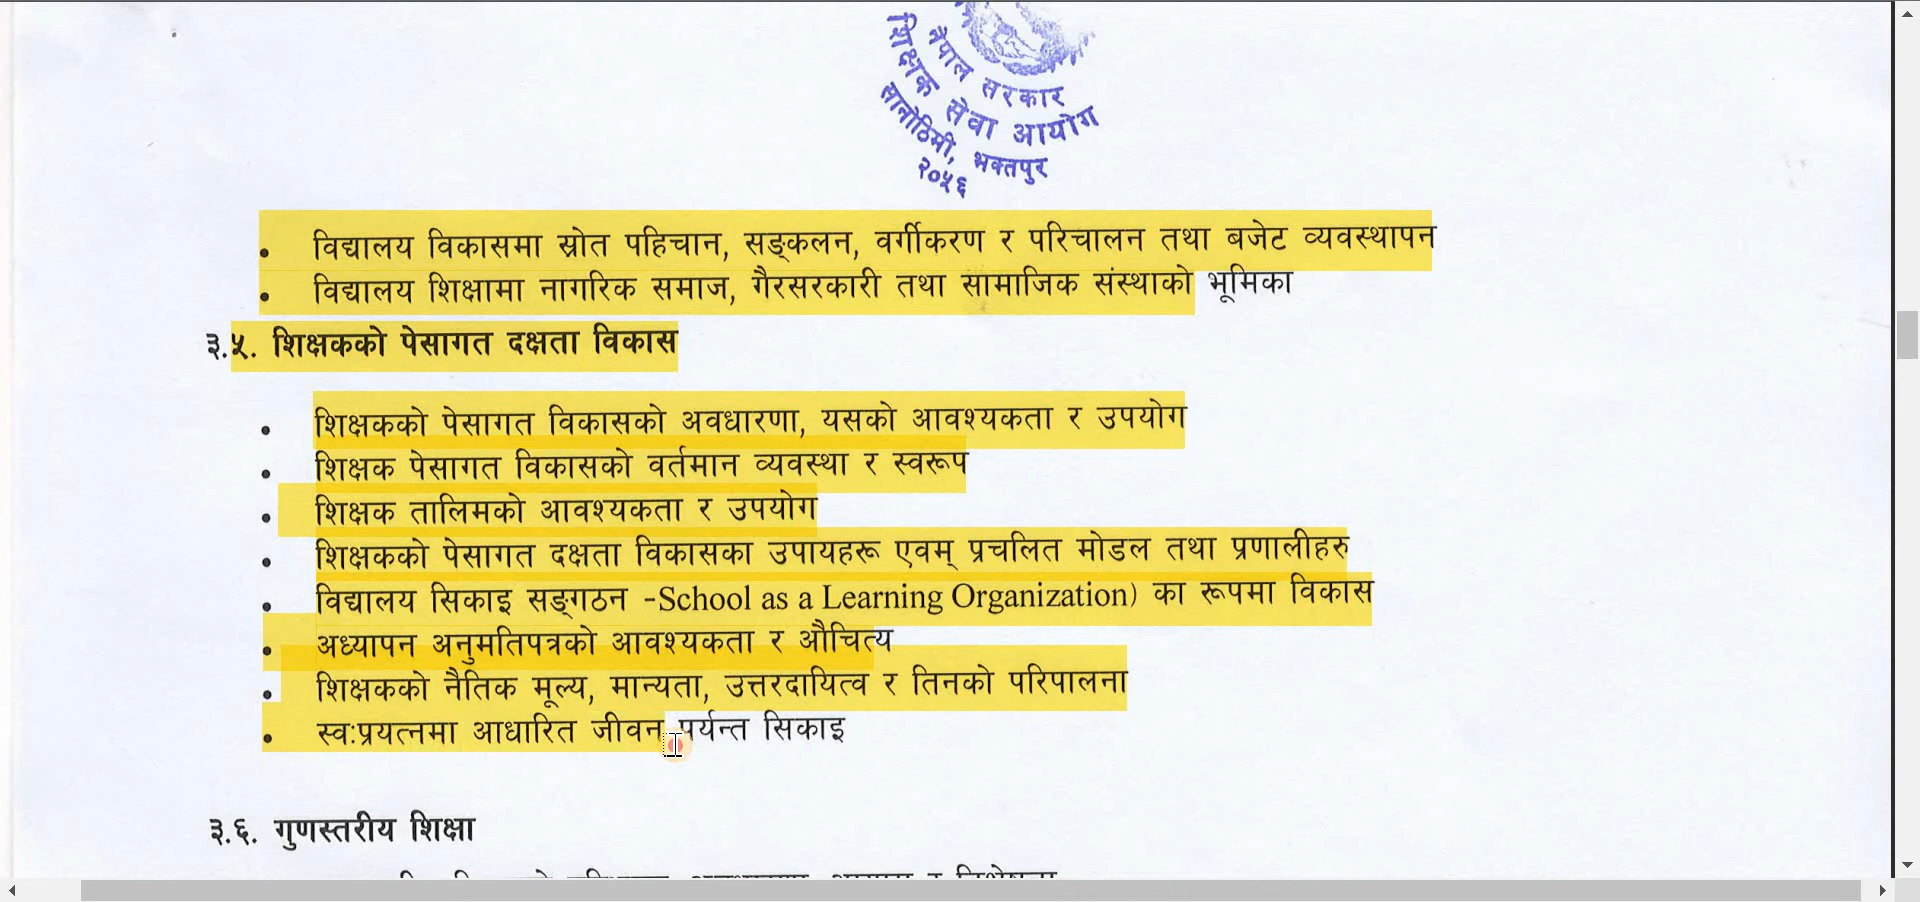 नेपाल सरकार
शिक्षक सेवा आयोग
सानोठिमी, भक्तपुर
२०५६
• विद्यालय विकासमा स्रोत पहिचान, सङ्कलन, वर्गीकरण र परिचालन तथा बजेट व्यवस्थापन
• विद्यालय शिक्षामा नागरिक समाज, गैरसरकारी तथा सामाजिक संस्थाको भूमिका
३.५. शिक्षकको पेसागत दक्षता विकास
• शिक्षकको पेसागत विकासको अवधारणा, यसको आवश्यकता र उपयोग
• शिक्षक पेसागत विकासको वर्तमान व्यवस्था र स्वरूप
• शिक्षक तालिमको आवश्यकता र उपयोग
• शिक्षकको पेसागत दक्षता विकासका उपायहरू एवम् प्रचलित मोडल तथा प्रणालीहरु
• विद्यालय सिकाइ सङ्गठन -School as a Learning Organization) का रूपमा विकास
• अध्यापन अनुमतिपत्रको आवश्यकता र औचित्य
• शिक्षकको नैतिक मूल्य, मान्यता, उत्तरदायित्व र तिनको परिपालना
• स्व:प्रयत्नमा आधारित जीवन पर्यन्त सिकाइ
३.६. गुणस्तरीय शिक्षा